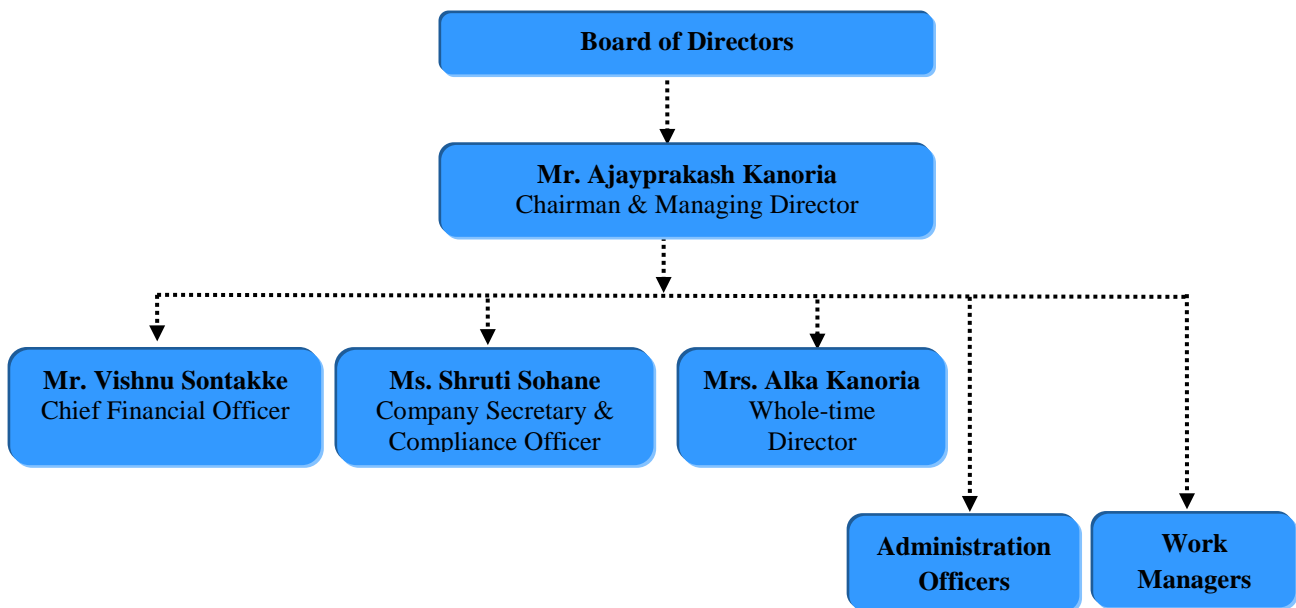 Board of Directors
Mr. Ajayprakash Kanoria
Chairman & Managing Director
Mr. Vishnu Sontakke
Chief Financial Officer
Ms. Shruti Sohane
Company Secretary &
Compliance Officer
Mrs. Alka Kanoria
Whole-time
Director
Administration
Officers
Work
Managers